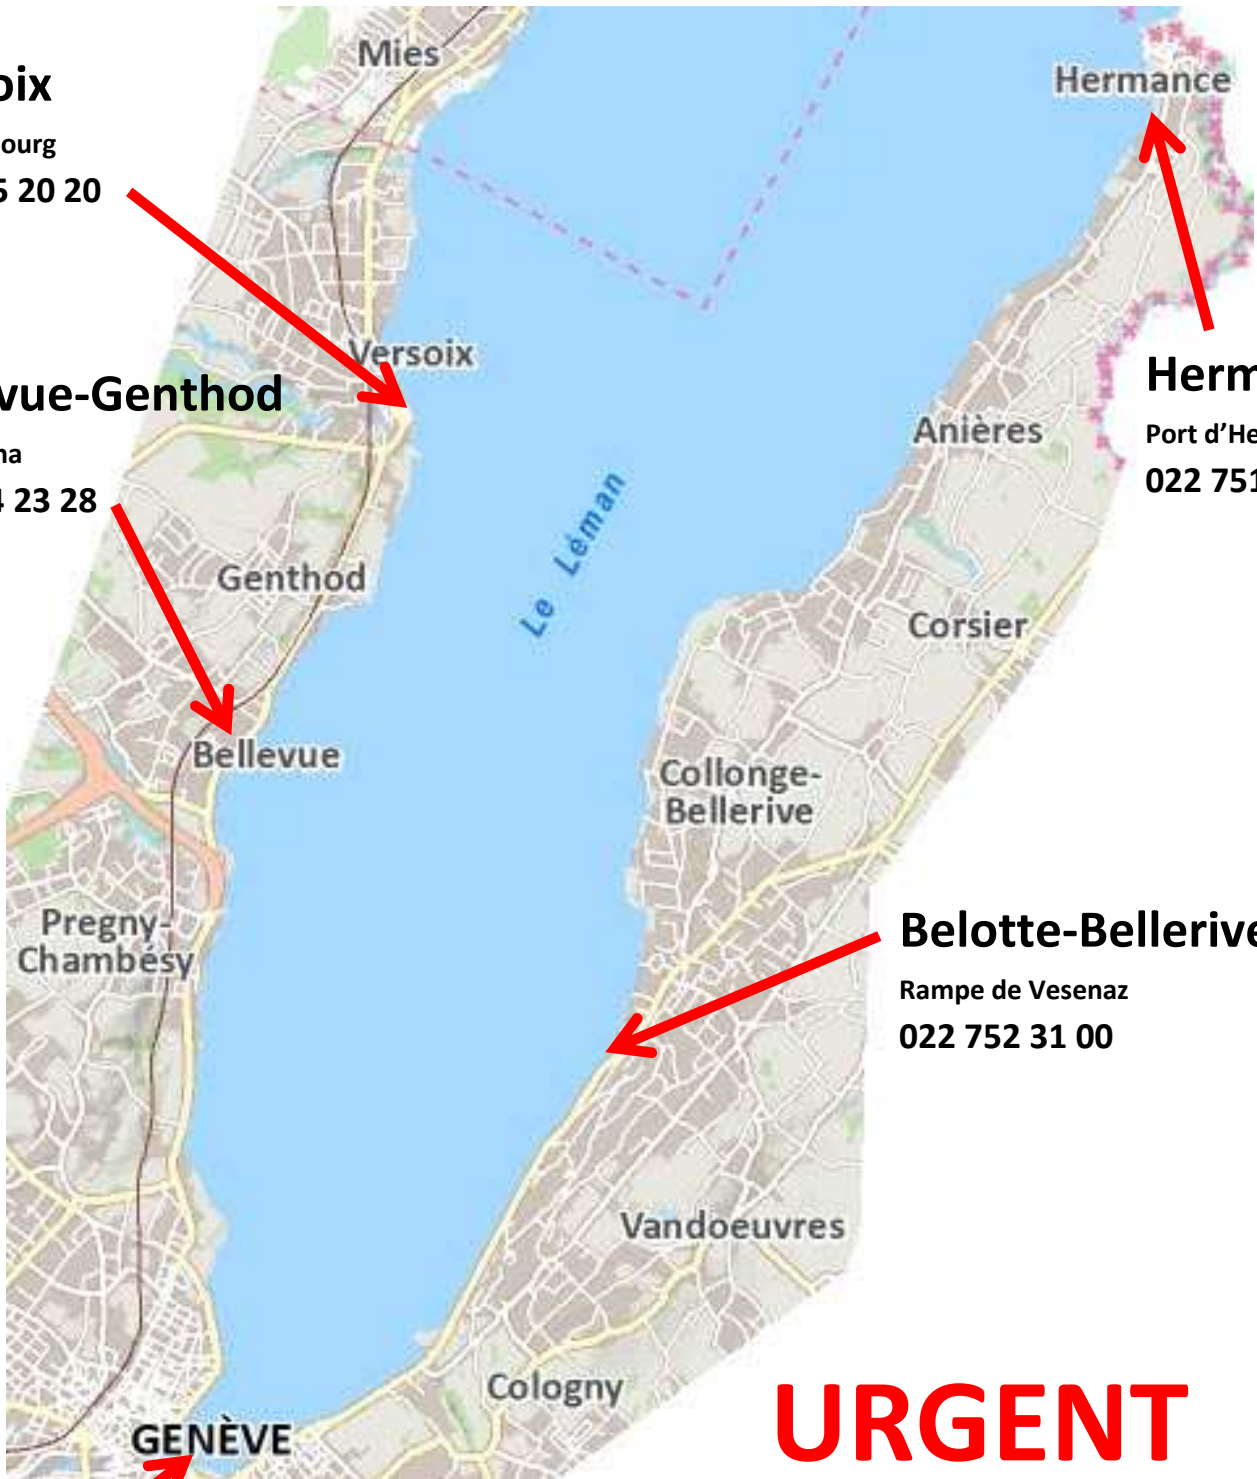 Mies
Hermance
oix
ourg
5 20 20
Versoix
vue-Genthod
na
4 23 28
Herm
Port d’He
022 751
Anières
Le Léman
Genthod
Corsier
Bellevue
Collonge-
Bellerive
Pregny-
Chambésy
Belotte-Bellerive
Rampe de Vesenaz
022 752 31 00
Vandoeuvres
Cologny
URGENT
GENÈVE